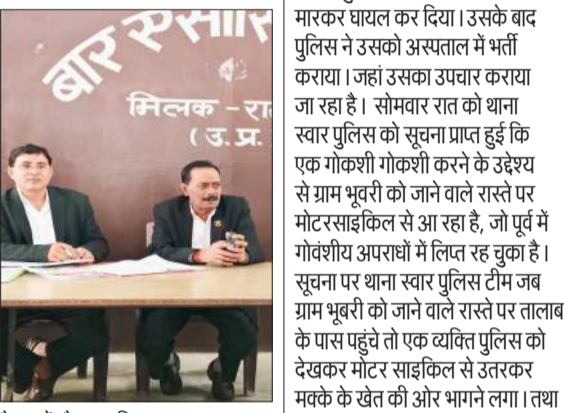 बार एसोसि
मिलक – रा
( उ.प्र.
मारकर घायल कर दिया। उसके बाद
पुलिस ने उसको अस्पताल में भर्ती
कराया। जहां उसका उपचार कराया
जा रहा है। सोमवार रात को थाना
स्वार पुलिस को सूचना प्राप्त हुई कि
एक गोकशी गोकशी करने के उद्देश्य
से ग्राम भूवरी को जाने वाले रास्ते पर
मोटरसाइकिल से आ रहा है, जो पूर्व में
गोवंशीय अपराधों में लिप्त रह चुका है।
सूचना पर थाना स्वार पुलिस टीम जब
ग्राम भूबरी को जाने वाले रास्ते पर तालाब
के पास पहुंचे तो एक व्यक्ति पुलिस को
देखकर मोटर साइकिल से उतरकर
मक्के के खेत की ओर भागने लगा। तथा